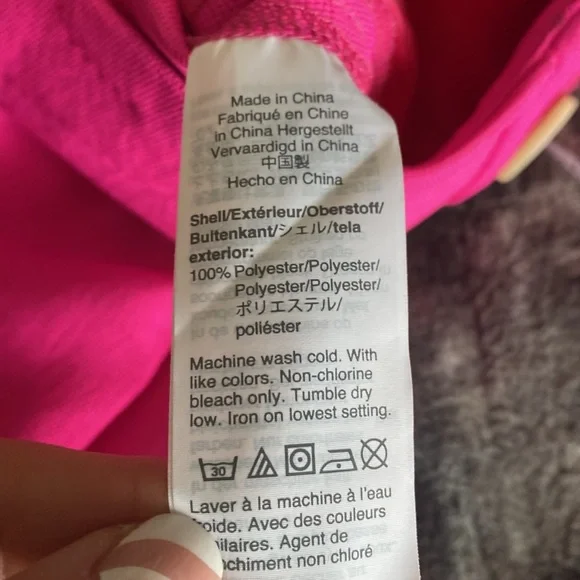 Made in China
Fabriqué en Chine
in China Hergestellt
Vervaardigd in China
中国製
Hecho en China
Shell/Extérieur/Oberstoff/
Buitenkant/シェル/tela
exterior:
100% Polyester/Polyester/
Polyester/Polyester/
ポリエステル/
poliéster
Machine wash cold. With
like colors. Non-chlorine
bleach only. Tumble dry
low. Iron on lowest setting.
30
Laver à la machine à l'eau
Avec des couleurs
Agent de
non chloré